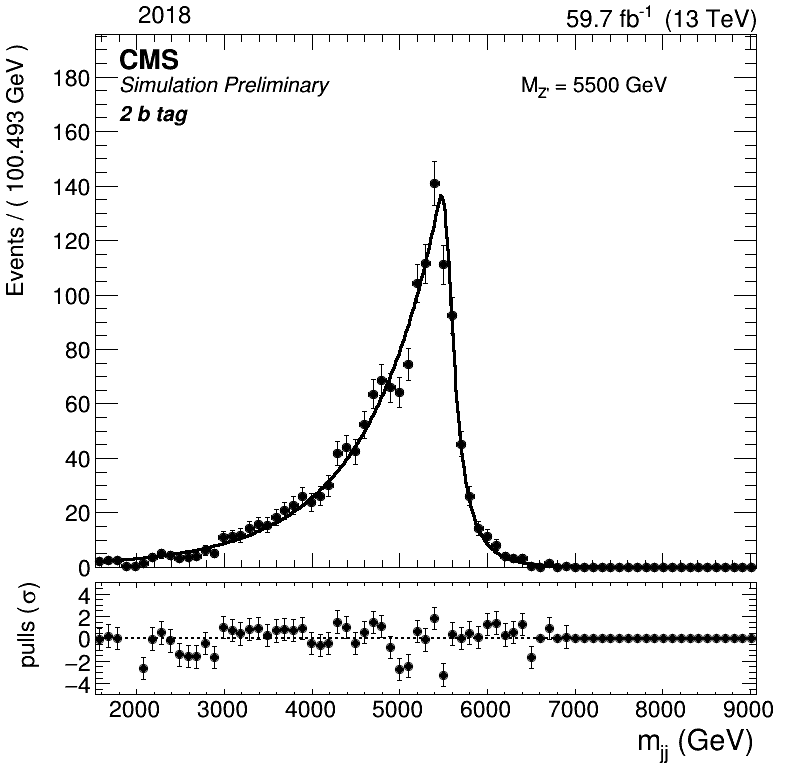 2018 59.7 fb-1 (13 TeV)
CMS
Simulation Preliminary
2 b tag
MZ' = 5500 GeV
Events / ( 100.493 GeV )
180
160
140
120
100
80
60
40
20
0
pulls (σ)
4
2
0
−2
−4
2000 3000 4000 5000 6000 7000 8000 9000
mjj (GeV)